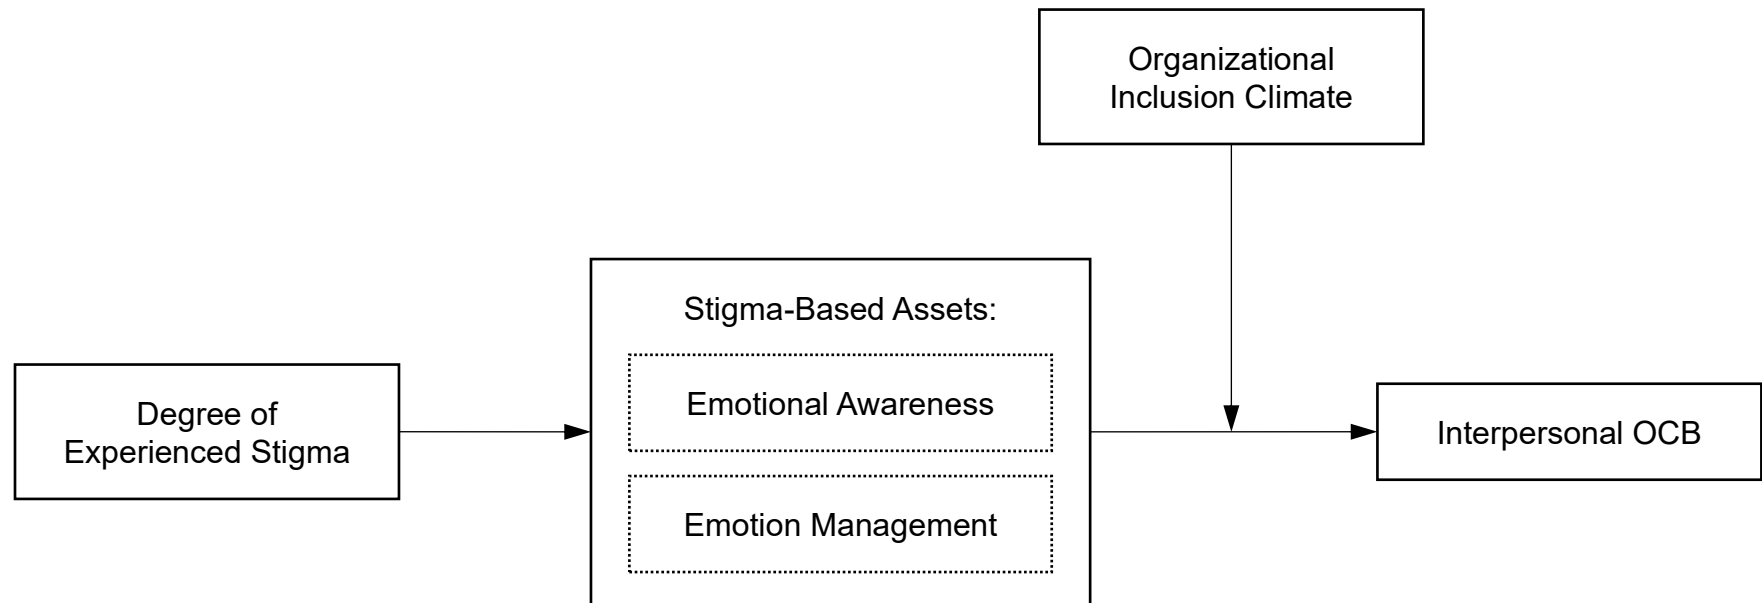 Organizational
Inclusion Climate
Stigma-Based Assets:
Emotional Awareness
Degree of
Experienced Stigma
Interpersonal OCB
Emotion Management